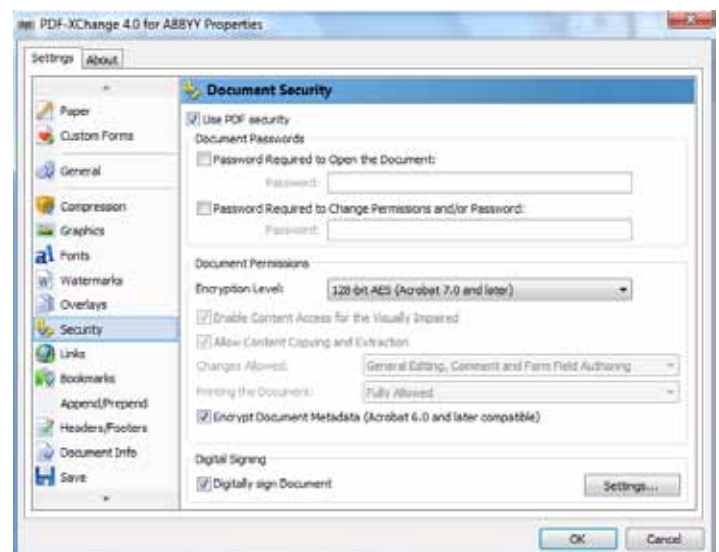 PDF-XChange 4.0 for ABBYY Properties
Settings
About
Paper
Custom Forms
General
Compression
Graphics
Fonts
Watermarks
Overlays
Security
Links
Bookmarks
Append/Prepend
Headers/Footers
Document Info
Save
Document Security
Use PDF security
Document Passwords
Password Required to Open the Document:
Password:
Password Required to Change Permissions and/or Password:
Password:
Document Permissions
Encryption Level: 128-bit AES (Acrobat 7.0 and later)
Enable Content Access for the Visually Impaired
Allow Content Copying and Extraction
Changes Allowed: General Editing, Comment and Form Field Authoring
Printing the Document: Fully Allowed
Encrypt Document Metadata (Acrobat 6.0 and later compatible)
Digital Signing
Digitally sign Document
Settings...
OK
Cancel